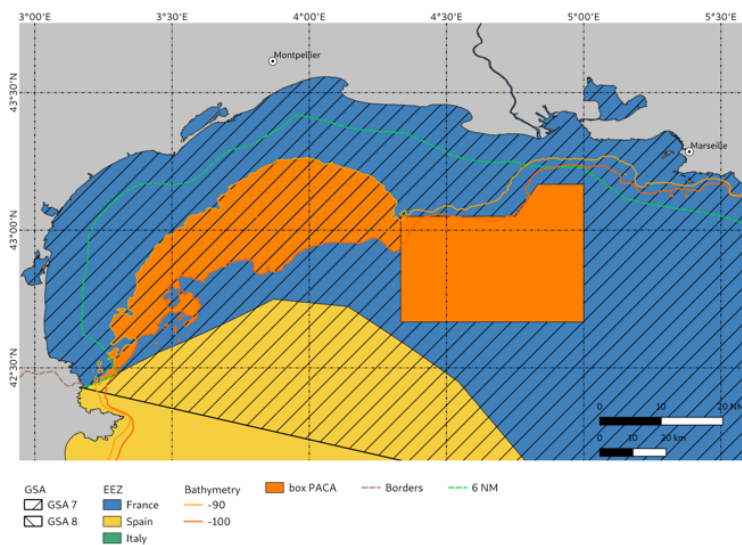 3°00'E 3°30'E 4°00'E 4°30'E 5°00'E 5°30'E
Montpellier
43°30'N
Marseille
43°00'N
42°30'N
0 10 20 NM
0 10 20 km
GSA EEZ Bathymetry box PACA Borders 6 NM
GSA 7 France -90
GSA 8 Spain -100
Italy